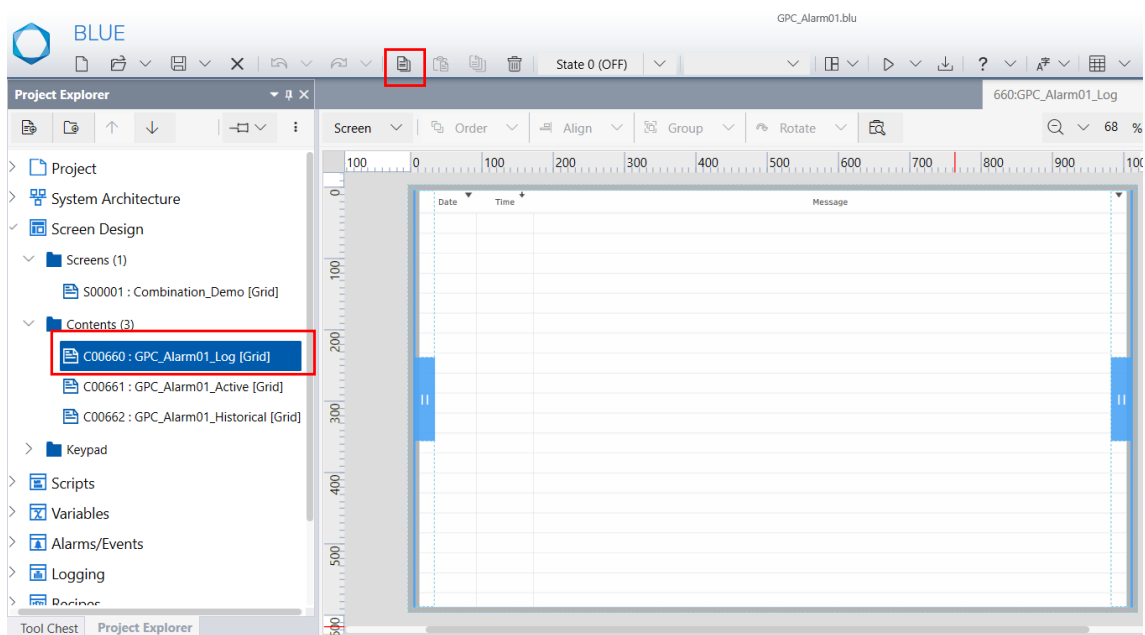 GPC_Alarm01.blu
BLUE
State 0 (OFF)
?
Project Explorer
660:GPC_Alarm01_Log
Screen
Order
Align
Group
Rotate
68 %
100 0 100 200 300 400 500 600 700 800 900 100
Project
System Architecture
Screen Design
Screens (1)
S00001 : Combination_Demo [Grid]
Contents (3)
C00660 : GPC_Alarm01_Log [Grid]
C00661 : GPC_Alarm01_Active [Grid]
C00662 : GPC_Alarm01_Historical [Grid]
Keypad
Scripts
Variables
Alarms/Events
Logging
Recipes
Tool Chest
Project Explorer
0
100
200
300
400
500
600
Date
Time
Message